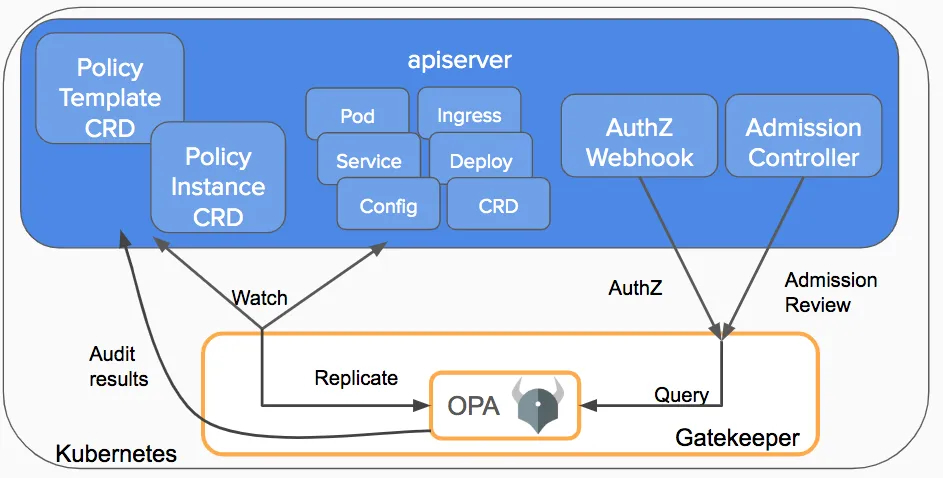 apiserver
Policy
Template
CRD
Policy
Instance
CRD
Pod
Ingress
Service
Deploy
Config
CRD
AuthZ
Webhook
Admission
Controller
Watch
AuthZ
Admission
Review
Audit
results
Replicate
OPA
Query
Gatekeeper
Kubernetes